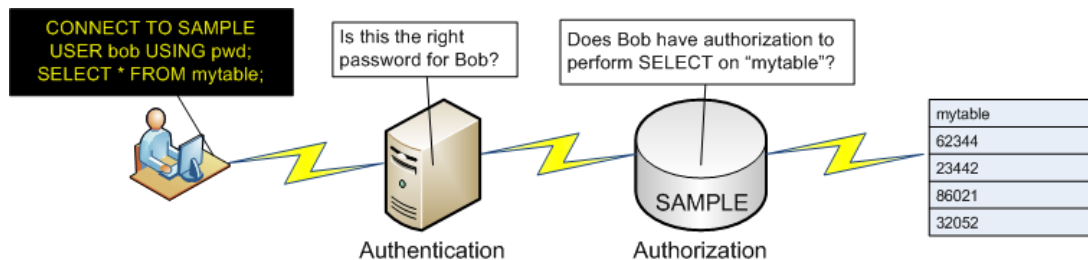 CONNECT TO SAMPLE
USER bob USING pwd;
SELECT * FROM mytable;
Is this the right
password for Bob?
Does Bob have authorization to
perform SELECT on “mytable”?
mytable
62344
23442
86021
32052
SAMPLE
Authentication
Authorization